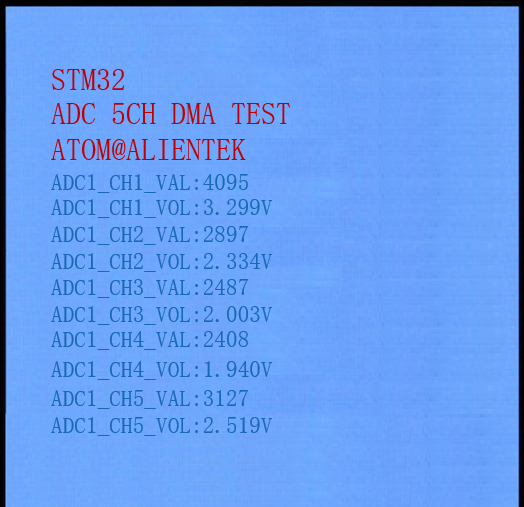 STM32
ADC 5CH DMA TEST
ATOM@ALIENTEK
ADC1_CH1_VAL:4095
ADC1_CH1_VOL:3.299V
ADC1_CH2_VAL:2897
ADC1_CH2_VOL:2.334V
ADC1_CH3_VAL:2487
ADC1_CH3_VOL:2.003V
ADC1_CH4_VAL:2408
ADC1_CH4_VOL:1.940V
ADC1_CH5_VAL:3127
ADC1_CH5_VOL:2.519V